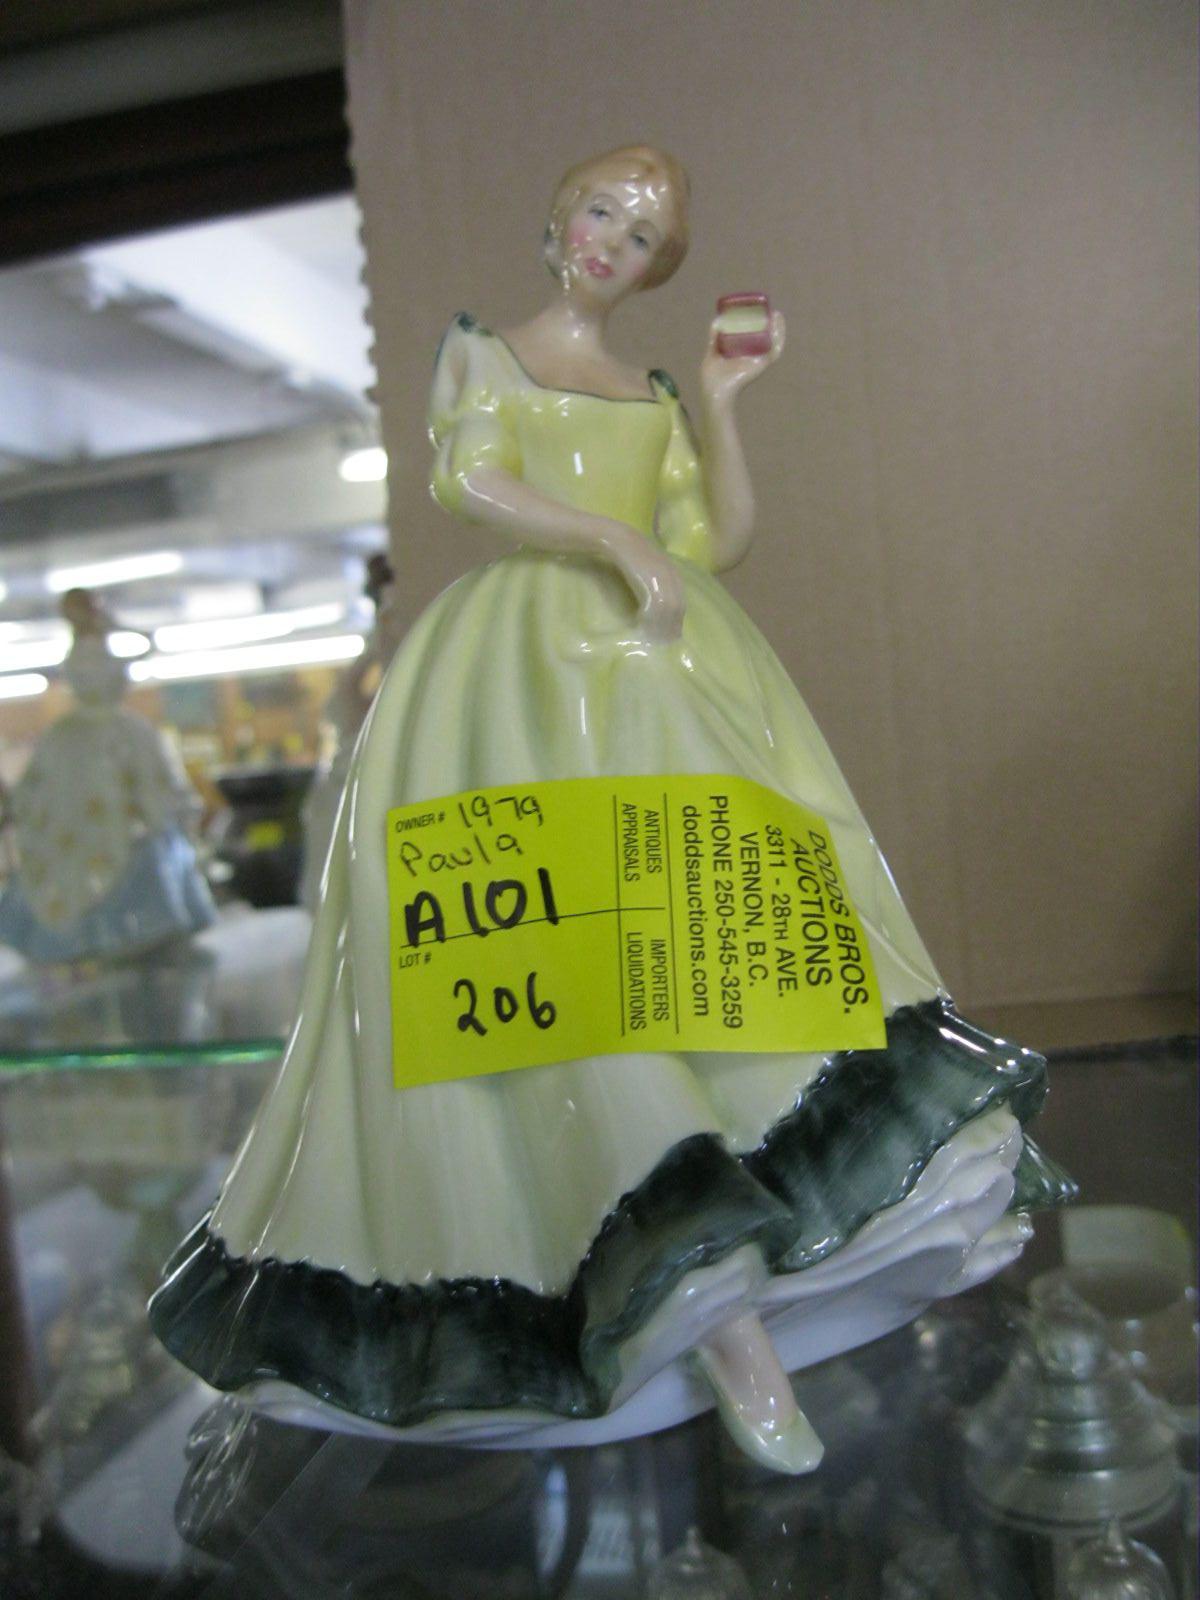 OWNER # 1979
Paula
A101
LOT #
206
ANTIQUES
APPRAISALS
IMPORTERS
LIQUIDATIONS
DODDS BROS.
AUCTIONS
3311 - 28TH AVE.
VERNON, B.C.
PHONE 250-545-3259
doddsauctions.com